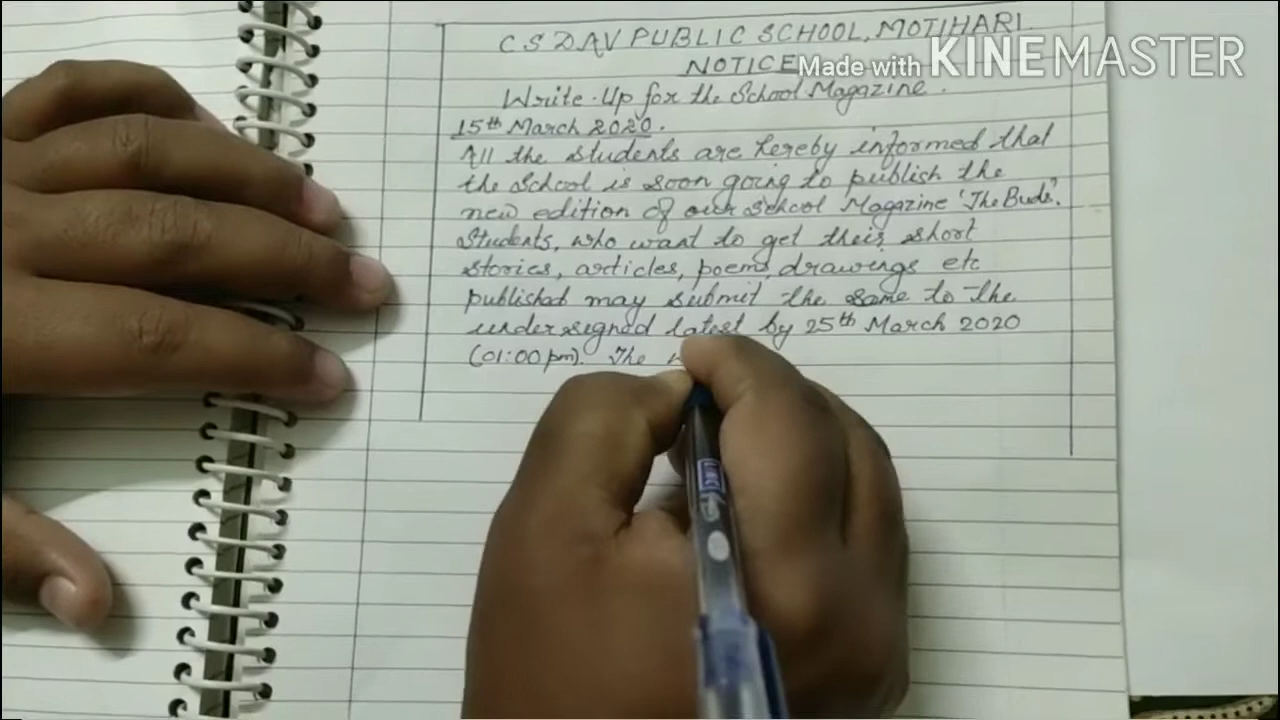 C S DAV PUBLIC SCHOOL, MOTIHARI
NOTICE
Made with KINEMASTER
Write-Up for the School Magazine.
15th March 2020.
All the students are hereby informed that
the School is soon going to publish the
new edition of our School Magazine 'The Buds'.
Students, who want to get their short
stories, articles, poems, drawings etc
published may submit the same to the
undersigned latest by 25th March 2020
(01:00 pm). The